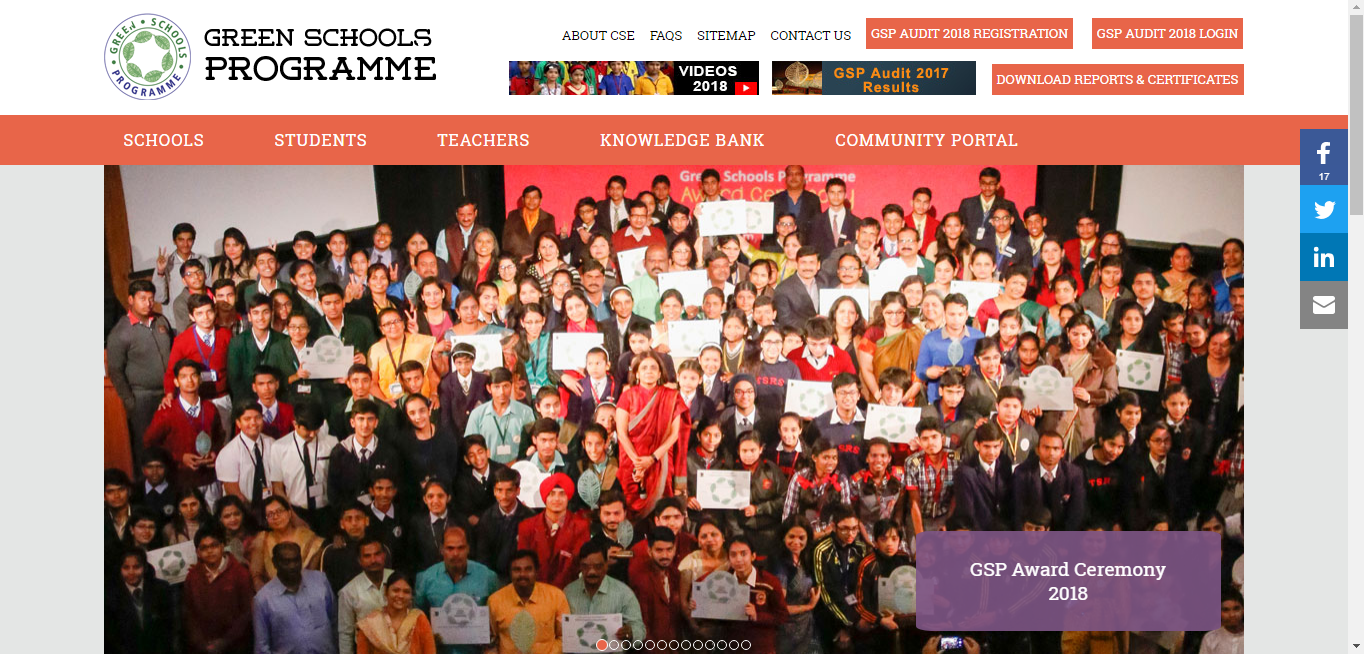 GREEN SCHOOLS PROGRAMME
GREEN SCHOOLS
PROGRAMME
ABOUT CSE FAQS SITEMAP CONTACT US
GSP AUDIT 2018 REGISTRATION
GSP AUDIT 2018 LOGIN
VIDEOS
2018
GSP Audit 2017
Results
DOWNLOAD REPORTS & CERTIFICATES
SCHOOLS STUDENTS TEACHERS KNOWLEDGE BANK COMMUNITY PORTAL
17
Green Schools Programme
Award Ceremony
GSP Award Ceremony
2018